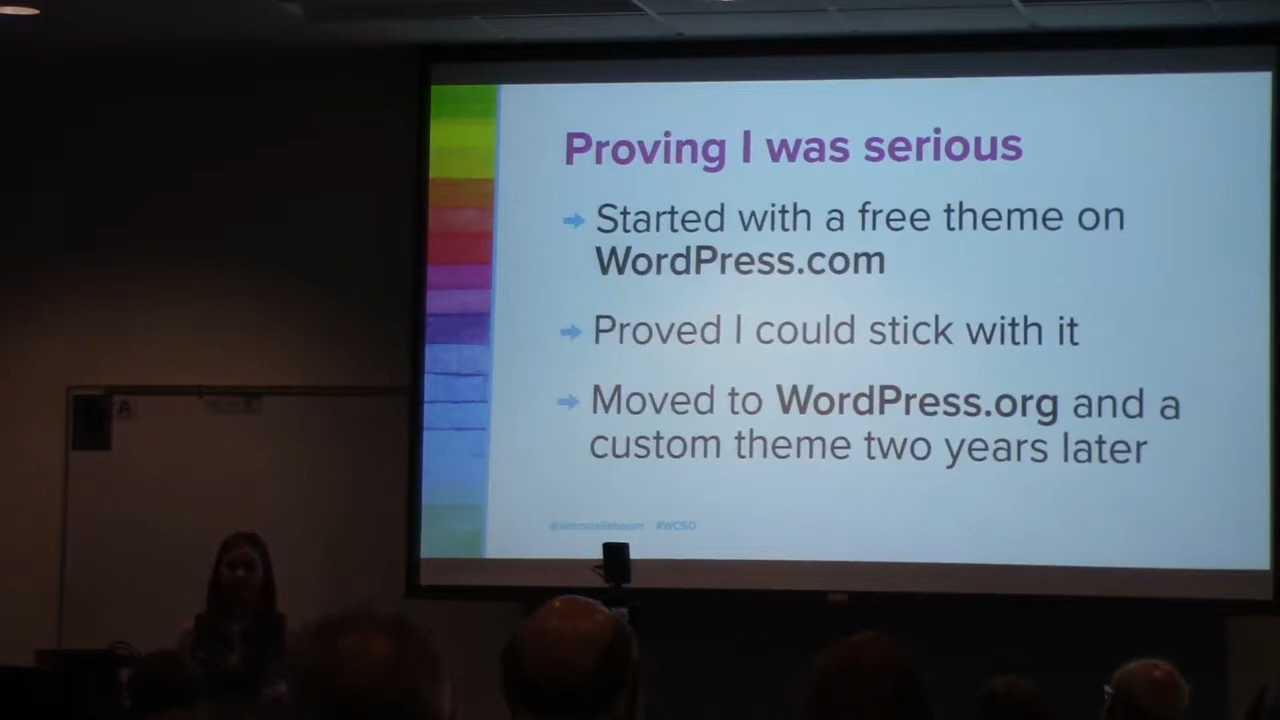 Proving I was serious
Started with a free theme on
WordPress.com
Proved I could stick with it
Moved to WordPress.org and a
custom theme two years later
#WCSD
A